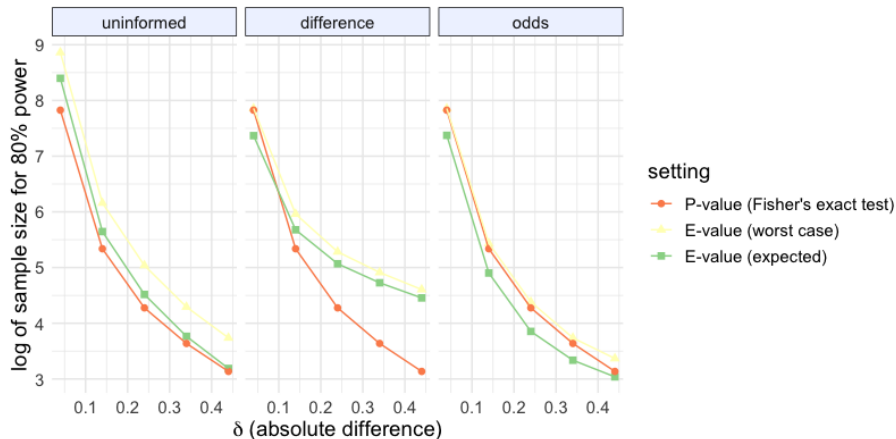 uninformed
difference
odds
log of sample size for 80% power
9
8
7
6
5
4
3
0.1 0.2 0.3 0.4
0.1 0.2 0.3 0.4
0.1 0.2 0.3 0.4
δ (absolute difference)
setting
P-value (Fisher's exact test)
E-value (worst case)
E-value (expected)